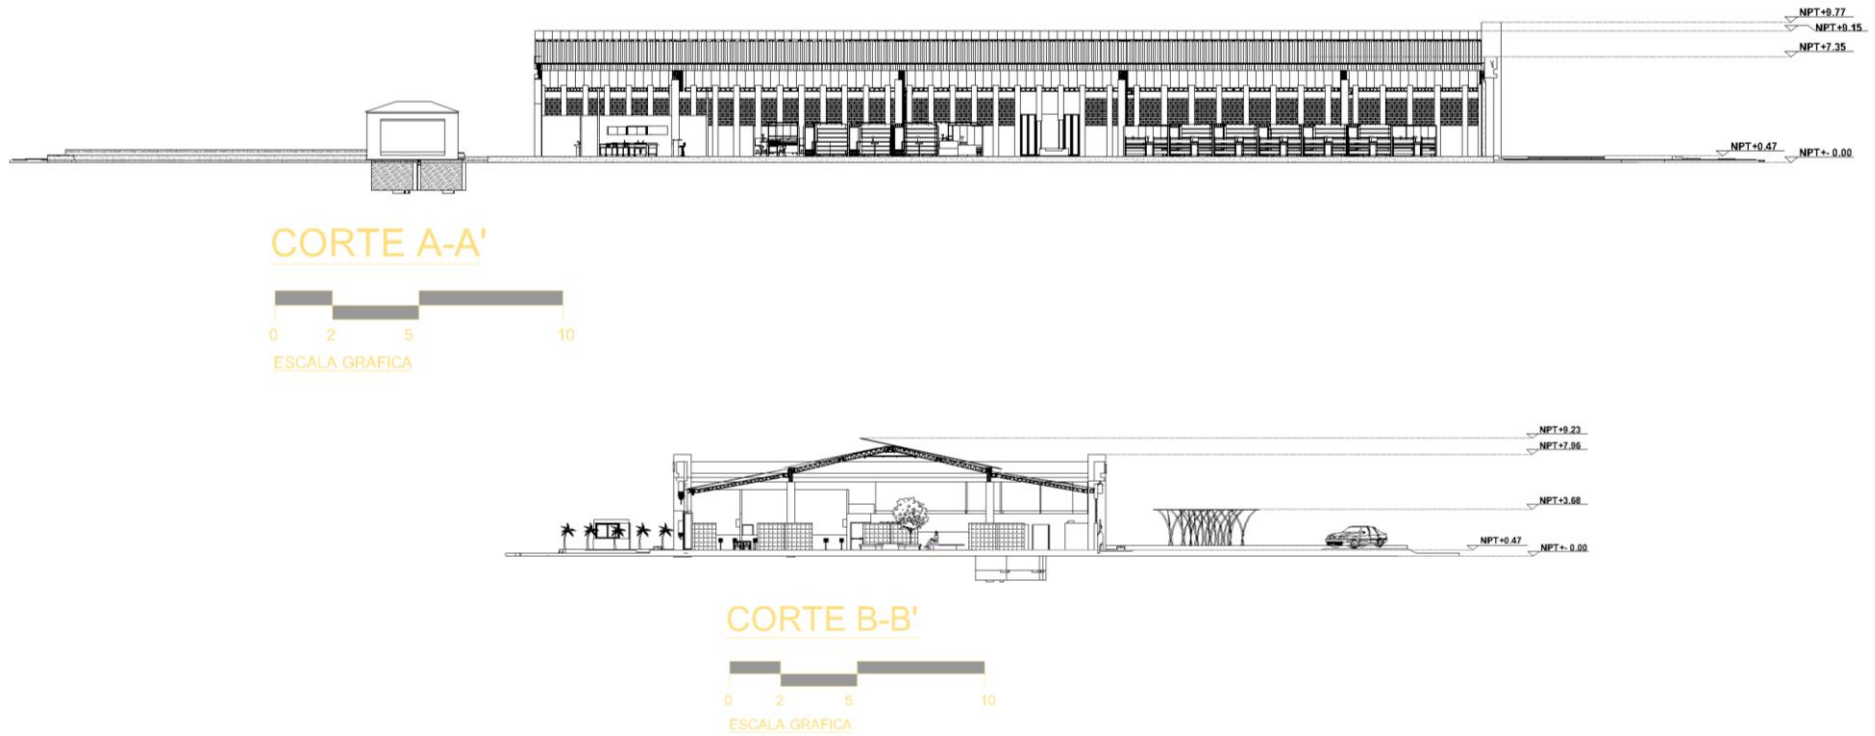 NPT+9.77
NPT+9.15
NPT+7.35
NPT+0.47
NPT+- 0.00
CORTE A-A'
0 2 5 10
ESCALA GRAFICA
NPT+9.23
NPT+7.96
NPT+3.68
NPT+0.47
NPT+- 0.00
CORTE B-B'
0 2 5 10
ESCALA GRAFICA